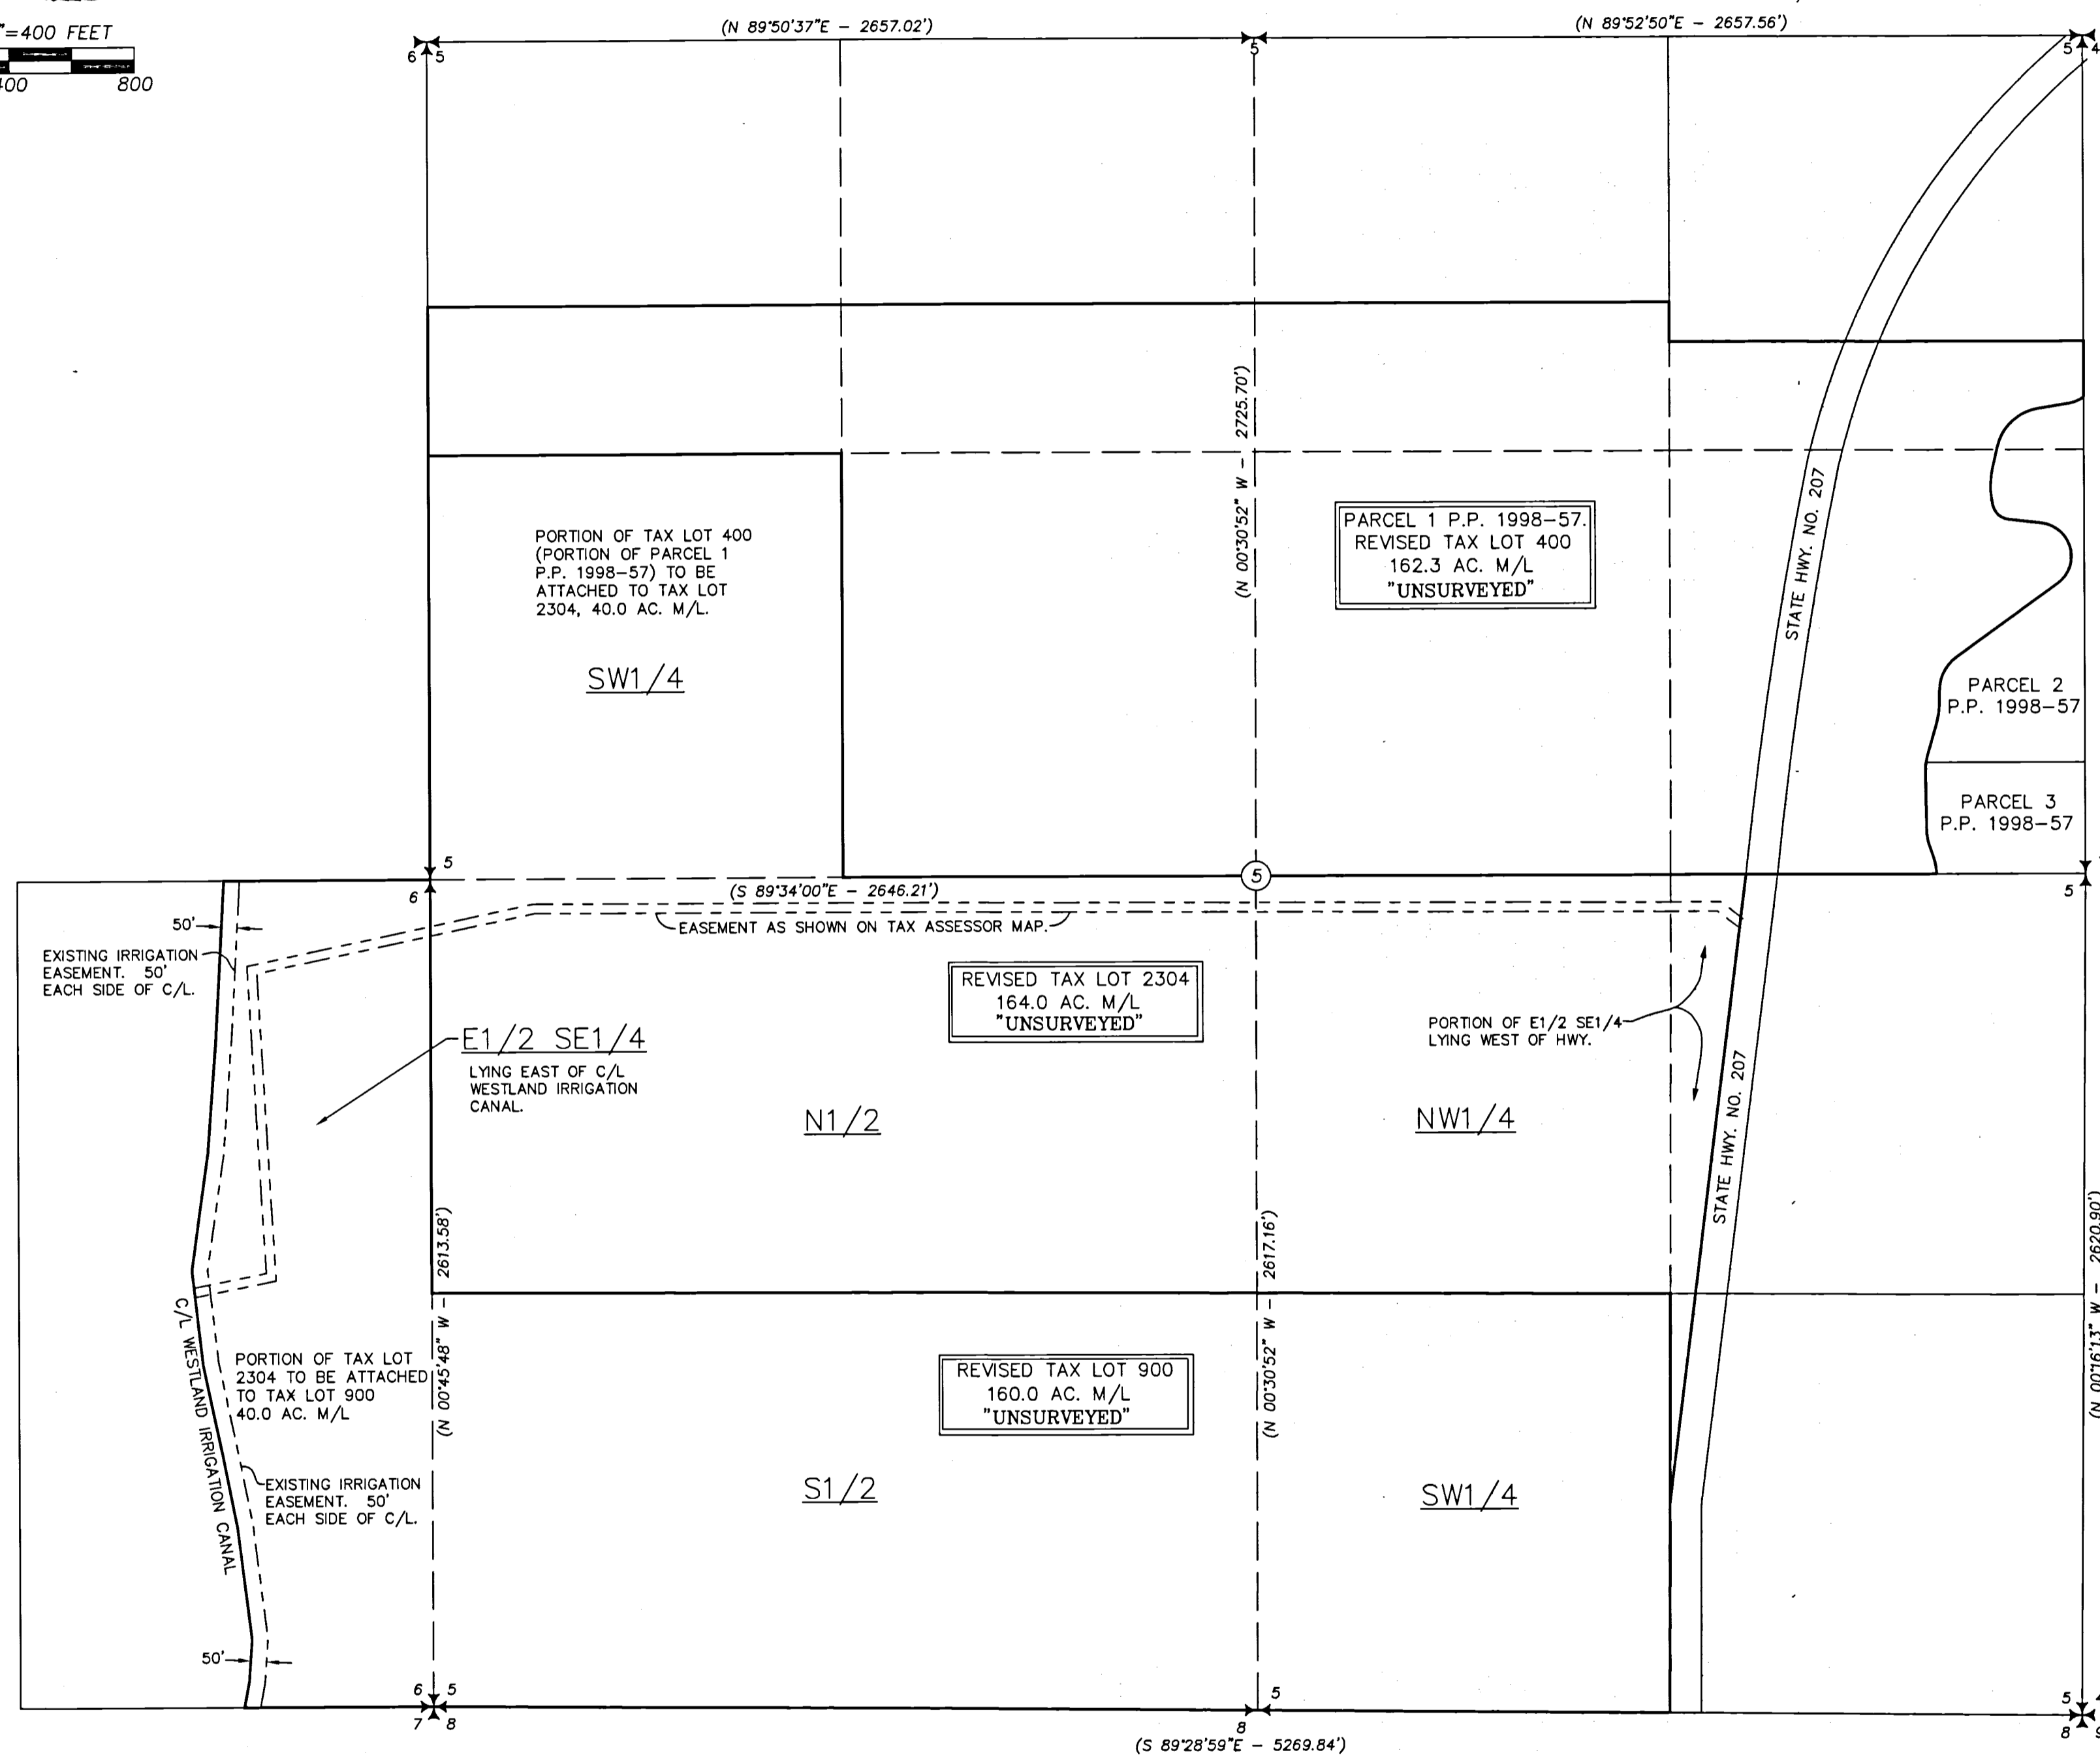 "=400 FEET
400
800
(N 89°50'37"E – 2657.02')
(N 89°52'50"E – 2657.56')
6
5
5
5
4
(N 00°30'52" W – 2725.70')
PORTION OF TAX LOT 400
(PORTION OF PARCEL 1
P.P. 1998–57) TO BE
ATTACHED TO TAX LOT
2304, 40.0 AC. M/L.
SW1/4
PARCEL 1 P.P. 1998–57.
REVISED TAX LOT 400
162.3 AC. M/L
"UNSURVEYED"
STATE HWY. NO. 207
PARCEL 2
P.P. 1998–57
PARCEL 3
P.P. 1998–57
5
6
5
5
(S 89°34'00"E – 2646.21')
EASEMENT AS SHOWN ON TAX ASSESSOR MAP.
50'
EXISTING IRRIGATION
EASEMENT. 50'
EACH SIDE OF C/L.
REVISED TAX LOT 2304
164.0 AC. M/L
"UNSURVEYED"
E1/2 SE1/4
LYING EAST OF C/L
WESTLAND IRRIGATION
CANAL.
PORTION OF E1/2 SE1/4
LYING WEST OF HWY.
N1/2
NW1/4
STATE HWY. NO. 207
(N 00°45'48" W – 2613.58')
(N 00°30'52" W – 2617.16')
(N 00°16'13" W – 2620.90')
C/L WESTLAND IRRIGATION CANAL
PORTION OF TAX LOT
2304 TO BE ATTACHED
TO TAX LOT 900
40.0 AC. M/L
REVISED TAX LOT 900
160.0 AC. M/L
"UNSURVEYED"
EXISTING IRRIGATION
EASEMENT. 50'
EACH SIDE OF C/L.
S1/2
SW1/4
50'
6
5
5
5
7
8
8
8
(S 89°28'59"E – 5269.84')